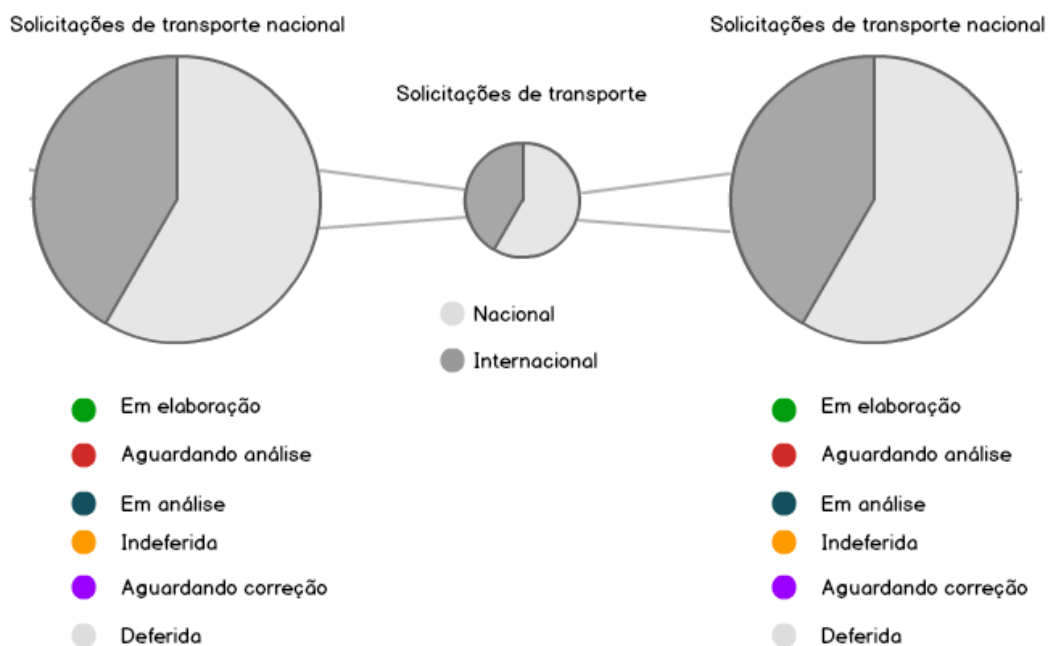 Solicitações de transporte nacional
Solicitações de transporte nacional
Solicitações de transporte
Nacional
Internacional
Em elaboração
Aguardando análise
Em análise
Indeferida
Aguardando correção
Deferida
Em elaboração
Aguardando análise
Em análise
Indeferida
Aguardando correção
Deferida